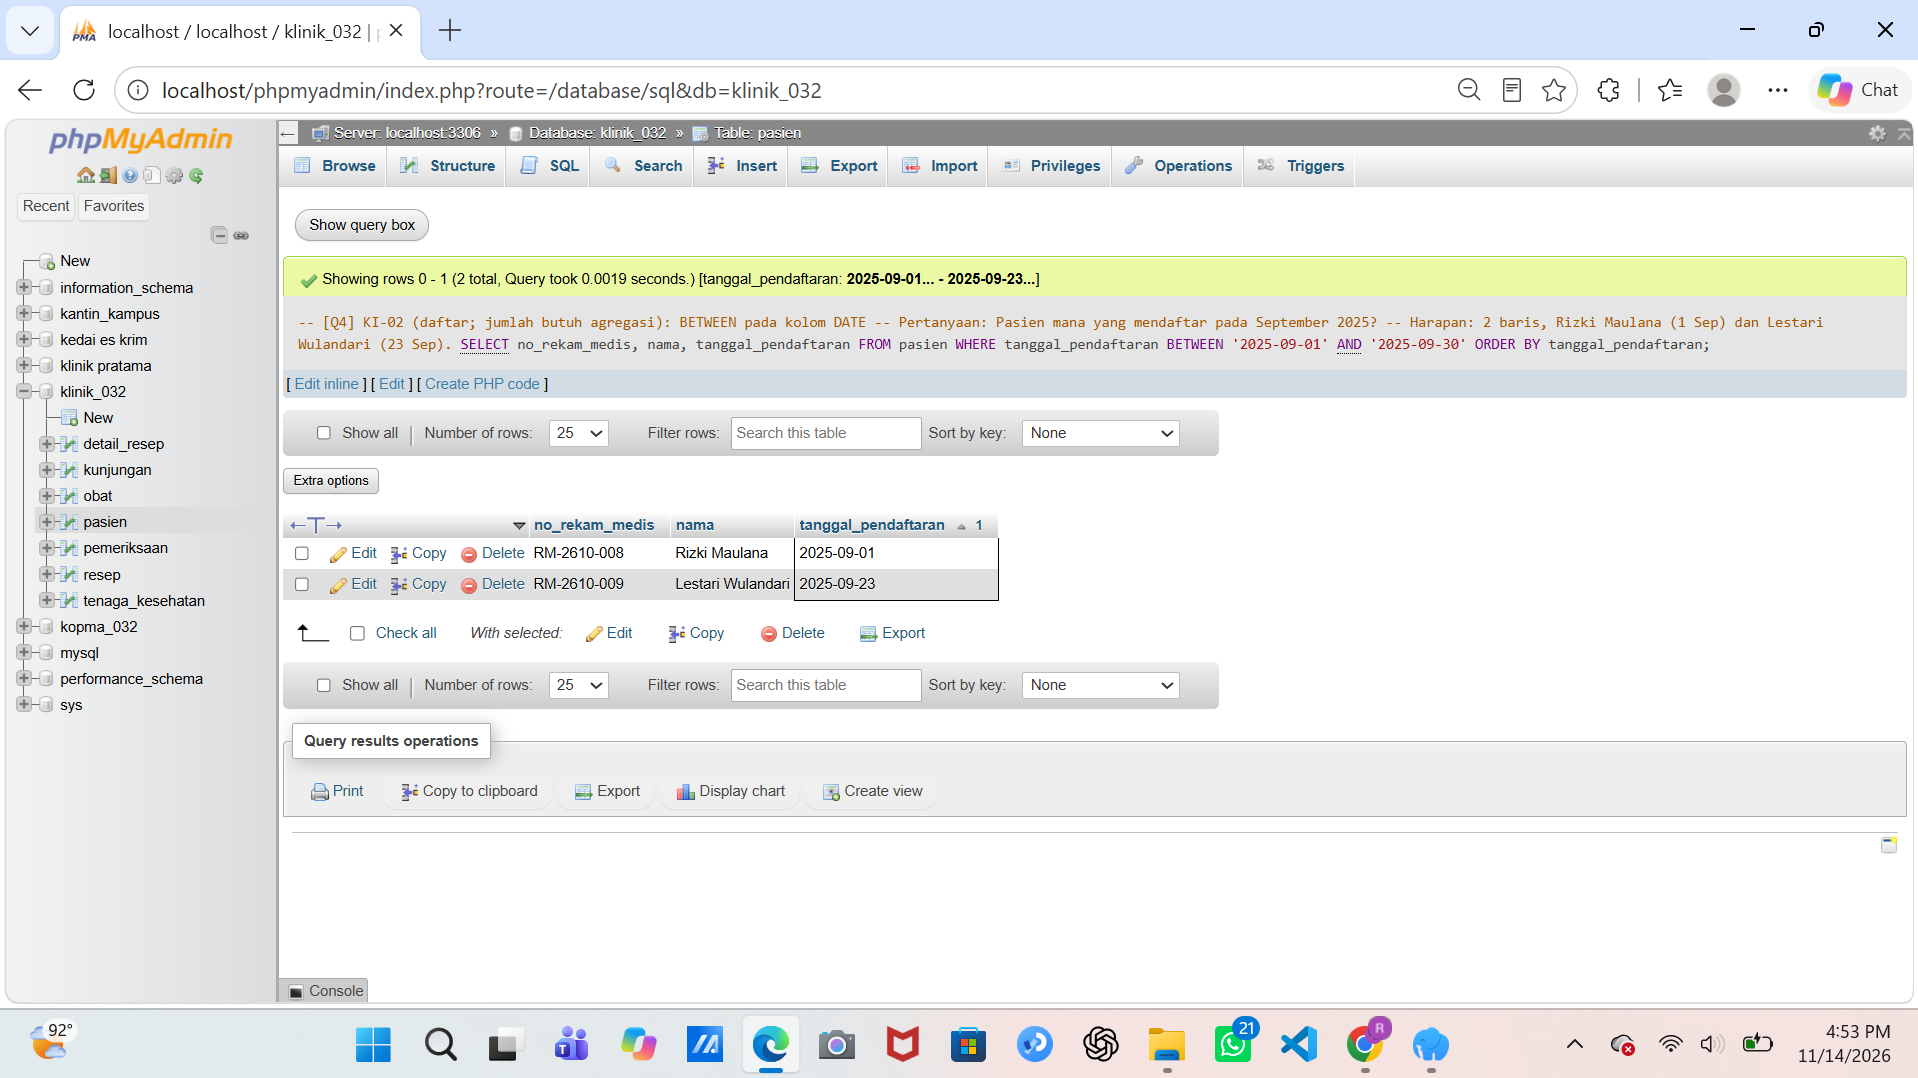 localhost / localhost / klinik_032 |
localhost/phpmyadmin/index.php?route=/database/sql&db=klinik_032
Chat
phpMyAdmin
Recent
Favorites
New
information_schema
kantin_kampus
kedai es krim
klinik pratama
klinik_032
New
detail_resep
kunjungan
obat
pasien
pemeriksaan
resep
tenaga_kesehatan
kopma_032
mysql
performance_schema
sys
Server: localhost:3306 » Database: klinik_032 » Table: pasien
Browse Structure SQL Search Insert Export Import Privileges Operations Triggers
Show query box
Showing rows 0 - 1 (2 total, Query took 0.0019 seconds.) [tanggal_pendaftaran: 2025-09-01... - 2025-09-23...]
-- [Q4] KI-02 (daftar; jumlah butuh agregasi): BETWEEN pada kolom DATE -- Pertanyaan: Pasien mana yang mendaftar pada September 2025? -- Harapan: 2 baris, Rizki Maulana (1 Sep) dan Lestari
Wulandari (23 Sep). SELECT no_rekam_medis, nama, tanggal_pendaftaran FROM pasien WHERE tanggal_pendaftaran BETWEEN '2025-09-01' AND '2025-09-30' ORDER BY tanggal_pendaftaran;
[ Edit inline ] [ Edit ] [ Create PHP code ]
Show all | Number of rows: 25 Filter rows: Search this table Sort by key: None
Extra options
no_rekam_medis nama tanggal_pendaftaran 1
Edit Copy Delete RM-2610-008 Rizki Maulana 2025-09-01
Edit Copy Delete RM-2610-009 Lestari Wulandari 2025-09-23
Check all With selected: Edit Copy Delete Export
Show all | Number of rows: 25 Filter rows: Search this table Sort by key: None
Query results operations
Print Copy to clipboard Export Display chart Create view
Console
92°
21
R
4:53 PM
11/14/2026